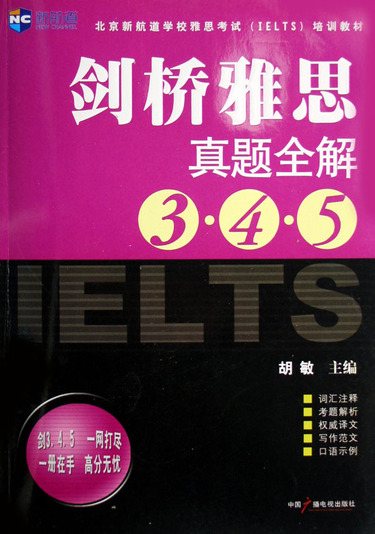 NC 新航道
NEW CHANNEL
北京新航道学校雅思考试（IELTS）培训教材
剑桥雅思
真题全解
3·4·5
IELTS
胡敏 主编
词汇注释
考题解析
权威译文
写作范文
口语示例
剑3.4.5 一网打尽
一册在手 高分无忧
中国广播电视出版社